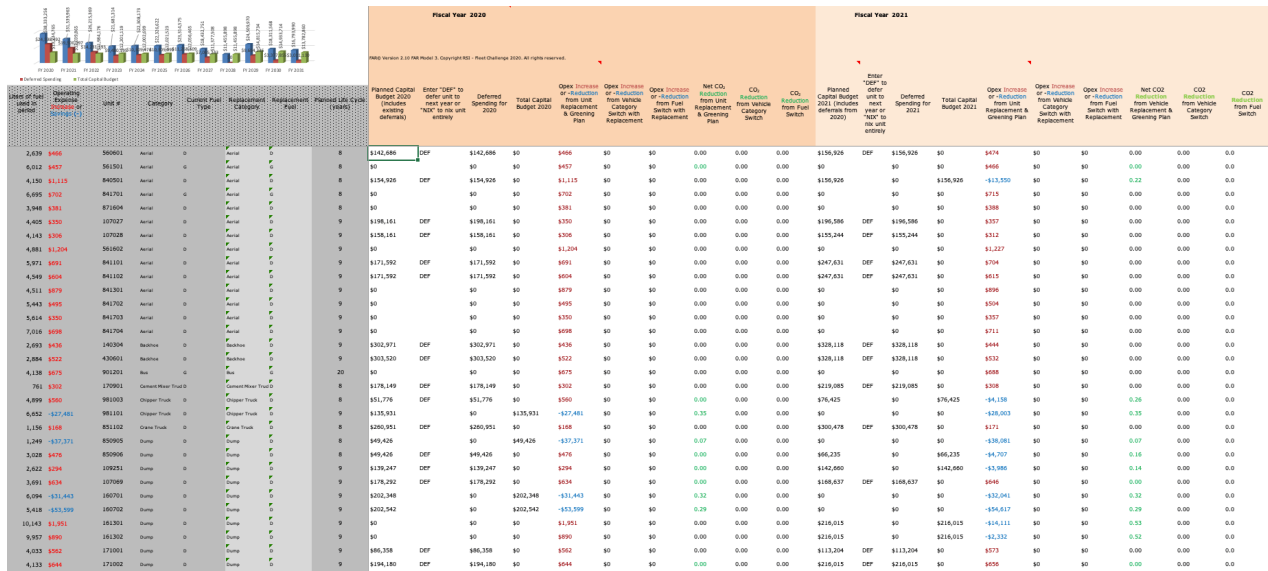 FY 2020 FY 2021 FY 2022 FY 2023 FY 2024 FY 2025 FY 2026 FY 2027 FY 2028 FY 2029 FY 2030 FY 2031
Deferred Spending Total Capital Budget
Fiscal Year 2020 Fiscal Year 2021
FAR© Version 2.10 FMR Model 3. Copyright RSI - Fleet Challenge 2020. All rights reserved.
Liters of fuel used in period
Operating Expense Increase or Savings (-)
Unit #
Category
Current Fuel Type
Replacement Category
Replacement Fuel
Planned Life Cycle (years)
Planned Capital Budget 2020 (includes existing deferrals)
Enter "DEF" to defer unit to next year or "NIX" to nix unit entirely
Deferred Spending for 2020
Total Capital Budget 2020
Opex Increase or -Reduction from Unit Replacement & Greening Plan
Opex Increase or -Reduction from Vehicle Category Switch with Replacement
Opex Increase or -Reduction from Fuel Switch with Replacement
Net CO₂ Reduction from Unit Replacement & Greening Plan
CO₂ Reduction from Vehicle Category Switch
CO₂ Reduction from Fuel Switch
Planned Capital Budget 2021 (Includes deferrals from 2020)
Enter "DEF" to defer unit to next year or "NIX" to nix unit entirely
Deferred Spending for 2021
Total Capital Budget 2021
Opex Increase or -Reduction from Unit Replacement & Greening Plan
Opex Increase or -Reduction from Vehicle Category Switch with Replacement
Opex Increase or -Reduction from Fuel Switch with Replacement
Net CO2 Reduction from Vehicle Replacement & Greening Plan
CO2 Reduction from Vehicle Category Switch
CO2 Reduction from Fuel Switch
2,639 $466 560601 Aerial D Aerial D 8 $142,686 DEF $142,686 $0 $466 $0 $0 0.00 0.00 0.00 $156,926 DEF $156,926 $0 $474 $0 $0 0.00 0.00 0.0
6,012 $457 561501 Aerial G Aerial G 8 $0 $0 $0 $457 $0 $0 0.00 0.00 0.00 $0 $0 $0 $466 $0 $0 0.00 0.00 0.0
4,150 $1,115 840501 Aerial D Aerial D 8 $154,926 DEF $154,926 $0 $1,115 $0 $0 0.00 0.00 0.00 $156,926 $0 $156,926 -$13,550 $0 $0 0.22 0.00 0.0
6,695 $702 841701 Aerial G Aerial G 8 $0 $0 $0 $702 $0 $0 0.00 0.00 0.00 $0 $0 $0 $715 $0 $0 0.00 0.00 0.0
3,948 $381 871604 Aerial D Aerial D 8 $0 $0 $0 $381 $0 $0 0.00 0.00 0.00 $0 $0 $0 $388 $0 $0 0.00 0.00 0.0
4,405 $350 107027 Aerial D Aerial D 9 $198,161 DEF $198,161 $0 $350 $0 $0 0.00 0.00 0.00 $196,586 DEF $196,586 $0 $357 $0 $0 0.00 0.00 0.0
4,143 $306 107028 Aerial D Aerial D 9 $158,161 DEF $158,161 $0 $306 $0 $0 0.00 0.00 0.00 $155,244 DEF $155,244 $0 $312 $0 $0 0.00 0.00 0.0
4,881 $1,204 561602 Aerial D Aerial D 9 $0 $0 $0 $1,204 $0 $0 0.00 0.00 0.00 $0 $0 $0 $1,227 $0 $0 0.00 0.00 0.0
5,971 $691 841101 Aerial D Aerial D 9 $171,592 DEF $171,592 $0 $691 $0 $0 0.00 0.00 0.00 $247,631 DEF $247,631 $0 $704 $0 $0 0.00 0.00 0.0
4,549 $604 841102 Aerial D Aerial D 9 $171,592 DEF $171,592 $0 $604 $0 $0 0.00 0.00 0.00 $247,631 DEF $247,631 $0 $615 $0 $0 0.00 0.00 0.0
4,511 $879 841301 Aerial D Aerial D 9 $0 $0 $0 $879 $0 $0 0.00 0.00 0.00 $0 $0 $0 $896 $0 $0 0.00 0.00 0.0
5,443 $495 841702 Aerial D Aerial D 9 $0 $0 $0 $495 $0 $0 0.00 0.00 0.00 $0 $0 $0 $504 $0 $0 0.00 0.00 0.0
5,614 $350 841703 Aerial D Aerial D 9 $0 $0 $0 $350 $0 $0 0.00 0.00 0.00 $0 $0 $0 $357 $0 $0 0.00 0.00 0.0
7,016 $698 841704 Aerial D Aerial D 9 $0 $0 $0 $698 $0 $0 0.00 0.00 0.00 $0 $0 $0 $711 $0 $0 0.00 0.00 0.0
2,693 $436 140304 Backhoe D Backhoe D 9 $302,971 DEF $302,971 $0 $436 $0 $0 0.00 0.00 0.00 $328,118 DEF $328,118 $0 $444 $0 $0 0.00 0.00 0.0
2,884 $522 430601 Backhoe D Backhoe D 9 $303,520 DEF $303,520 $0 $522 $0 $0 0.00 0.00 0.00 $328,118 DEF $328,118 $0 $532 $0 $0 0.00 0.00 0.0
4,138 $675 901201 Bus G Bus G 20 $0 $0 $0 $675 $0 $0 0.00 0.00 0.00 $0 $0 $0 $688 $0 $0 0.00 0.00 0.0
761 $302 170901 Cement Mixer Truc D Cement Mixer Truc D 8 $178,149 DEF $178,149 $0 $302 $0 $0 0.00 0.00 0.00 $219,085 DEF $219,085 $0 $308 $0 $0 0.00 0.00 0.0
4,899 $560 981003 Chipper Truck D Chipper Truck D 8 $51,776 DEF $51,776 $0 $560 $0 $0 0.00 0.00 0.00 $76,425 $0 $76,425 -$4,158 $0 $0 0.26 0.00 0.0
6,652 -$27,481 981101 Chipper Truck D Chipper Truck D 9 $135,931 $0 $135,931 -$27,481 $0 $0 0.35 0.00 0.00 $0 $0 $0 -$28,003 $0 $0 0.35 0.00 0.0
1,156 $168 851102 Crane Truck D Crane Truck D 9 $260,951 DEF $260,951 $0 $168 $0 $0 0.00 0.00 0.00 $300,478 DEF $300,478 $0 $171 $0 $0 0.00 0.00 0.0
1,249 -$37,371 850905 Dump D Dump D 8 $49,426 $0 $49,426 -$37,371 $0 $0 0.07 0.00 0.00 $0 $0 $0 -$38,081 $0 $0 0.07 0.00 0.0
3,028 $476 850906 Dump D Dump D 8 $49,426 DEF $49,426 $0 $476 $0 $0 0.00 0.00 0.00 $66,235 $0 $66,235 -$4,707 $0 $0 0.16 0.00 0.0
2,622 $294 109251 Dump D Dump D 9 $139,247 DEF $139,247 $0 $294 $0 $0 0.00 0.00 0.00 $142,660 $0 $142,660 -$3,986 $0 $0 0.14 0.00 0.0
3,691 $634 107069 Dump D Dump D 9 $178,292 DEF $178,292 $0 $634 $0 $0 0.00 0.00 0.00 $168,637 DEF $168,637 $0 $646 $0 $0 0.00 0.00 0.0
6,094 -$31,443 160701 Dump D Dump D 9 $202,348 $0 $202,348 -$31,443 $0 $0 0.32 0.00 0.00 $0 $0 $0 -$32,041 $0 $0 0.32 0.00 0.0
5,418 -$53,599 160702 Dump D Dump D 9 $202,542 $0 $202,542 -$53,599 $0 $0 0.29 0.00 0.00 $0 $0 $0 -$54,617 $0 $0 0.29 0.00 0.0
10,143 $1,951 161301 Dump D Dump D 9 $0 $0 $0 $1,951 $0 $0 0.00 0.00 0.00 $216,015 $0 $216,015 -$14,111 $0 $0 0.53 0.00 0.0
9,957 $890 161302 Dump D Dump D 9 $0 $0 $0 $890 $0 $0 0.00 0.00 0.00 $216,015 $0 $216,015 -$2,332 $0 $0 0.52 0.00 0.0
4,033 $562 171001 Dump D Dump D 9 $86,358 DEF $86,358 $0 $562 $0 $0 0.00 0.00 0.00 $113,204 DEF $113,204 $0 $573 $0 $0 0.00 0.00 0.0
4,133 $644 171002 Dump D Dump D 9 $194,180 DEF $194,180 $0 $644 $0 $0 0.00 0.00 0.00 $194,180 DEF $194,180 $0 $656 $0 $0 0.00 0.00 0.0